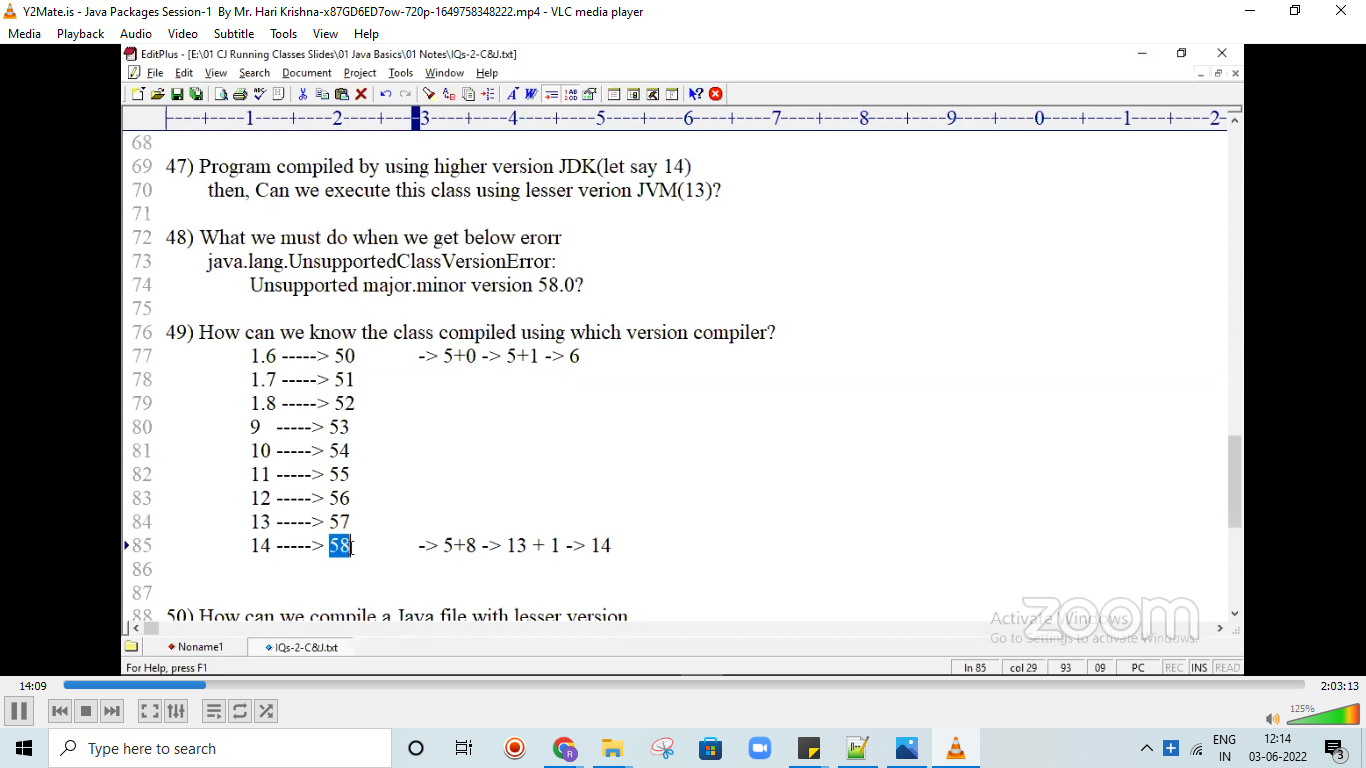 Y2Mate.is - Java Packages Session-1 By Mr. Hari Krishna-x87GD6ED7ow-720p-1649758348222.mp4 - VLC media player
Media Playback Audio Video Subtitle Tools View Help
EditPlus - [E:\01 CJ Running Classes Slides\01 Java Basics\01 Notes\IQs-2-C&J.txt]
File Edit View Search Document Project Tools Window Help
----+----1----+----2----+----3----+----4----+----5----+----6----+----7----+----8----+----9----+----0----+----1----+----2-
68
69 47) Program compiled by using higher version JDK(let say 14)
70 then, Can we execute this class using lesser verion JVM(13)?
71
72 48) What we must do when we get below erorr
73 java.lang.UnsupportedClassVersionError:
74 Unsupported major.minor version 58.0?
75
76 49) How can we know the class compiled using which version compiler?
77 1.6 -----> 50 -> 5+0 -> 5+1 -> 6
78 1.7 -----> 51
79 1.8 -----> 52
80 9 -----> 53
81 10 -----> 54
82 11 -----> 55
83 12 -----> 56
84 13 -----> 57
85 14 -----> 58 -> 5+8 -> 13 + 1 -> 14
86
87
88 50) How can we compile a Java file with lesser version
zoom
Activate Windows
Go to Settings to activate Windows.
Noname1 IQs-2-C&J.txt
For Help, press F1 ln 85 col 29 93 09 PC REC INS READ
14:09 2:03:13
125%
Type here to search
ENG 12:14
IN 03-06-2022 3